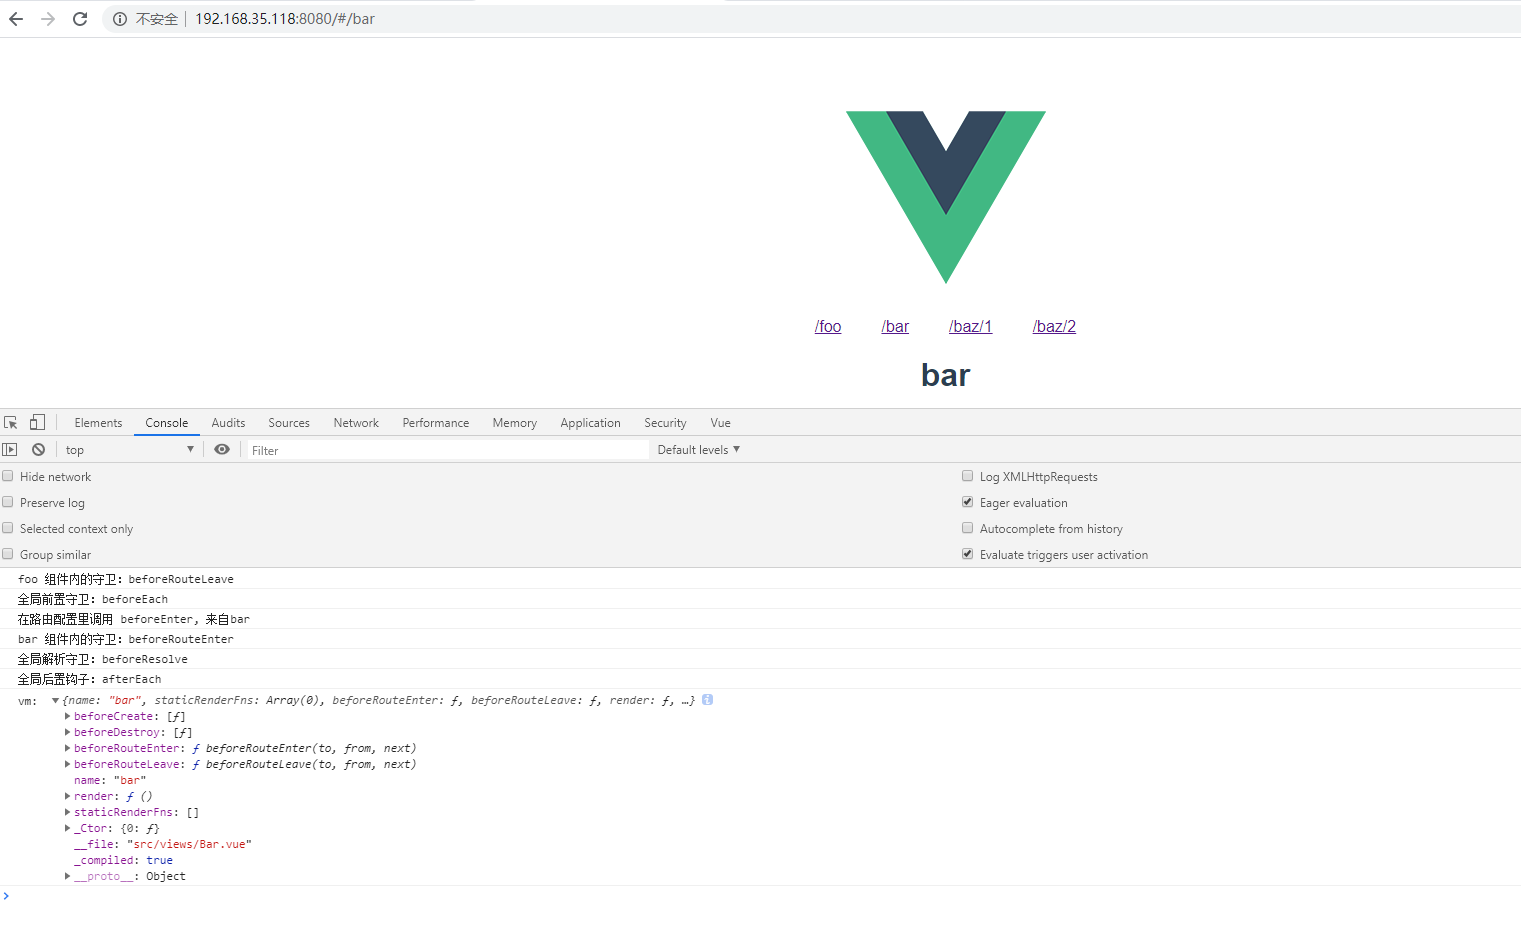 不安全 192.168.35.118:8080/#/bar
/foo /bar /baz/1 /baz/2
bar
Elements Console Audits Sources Network Performance Memory Application Security Vue
top Filter Default levels
Hide network Log XMLHttpRequests
Preserve log Eager evaluation
Selected context only Autocomplete from history
Group similar Evaluate triggers user activation
foo 组件内的守卫: beforeRouteLeave
全局前置守卫: beforeEach
在路由配置里调用 beforeEnter, 来自bar
bar 组件内的守卫: beforeRouteEnter
全局解析守卫: beforeResolve
全局后置钩子: afterEach
vm: {name: "bar", staticRenderFns: Array(0), beforeRouteEnter: ƒ, beforeRouteLeave: ƒ, render: ƒ, …}
beforeCreate: [ƒ]
beforeDestroy: [ƒ]
beforeRouteEnter: ƒ beforeRouteEnter(to, from, next)
beforeRouteLeave: ƒ beforeRouteLeave(to, from, next)
name: "bar"
render: ƒ ()
staticRenderFns: []
_Ctor: {0: ƒ}
__file: "src/views/Bar.vue"
_compiled: true
__proto__: Object